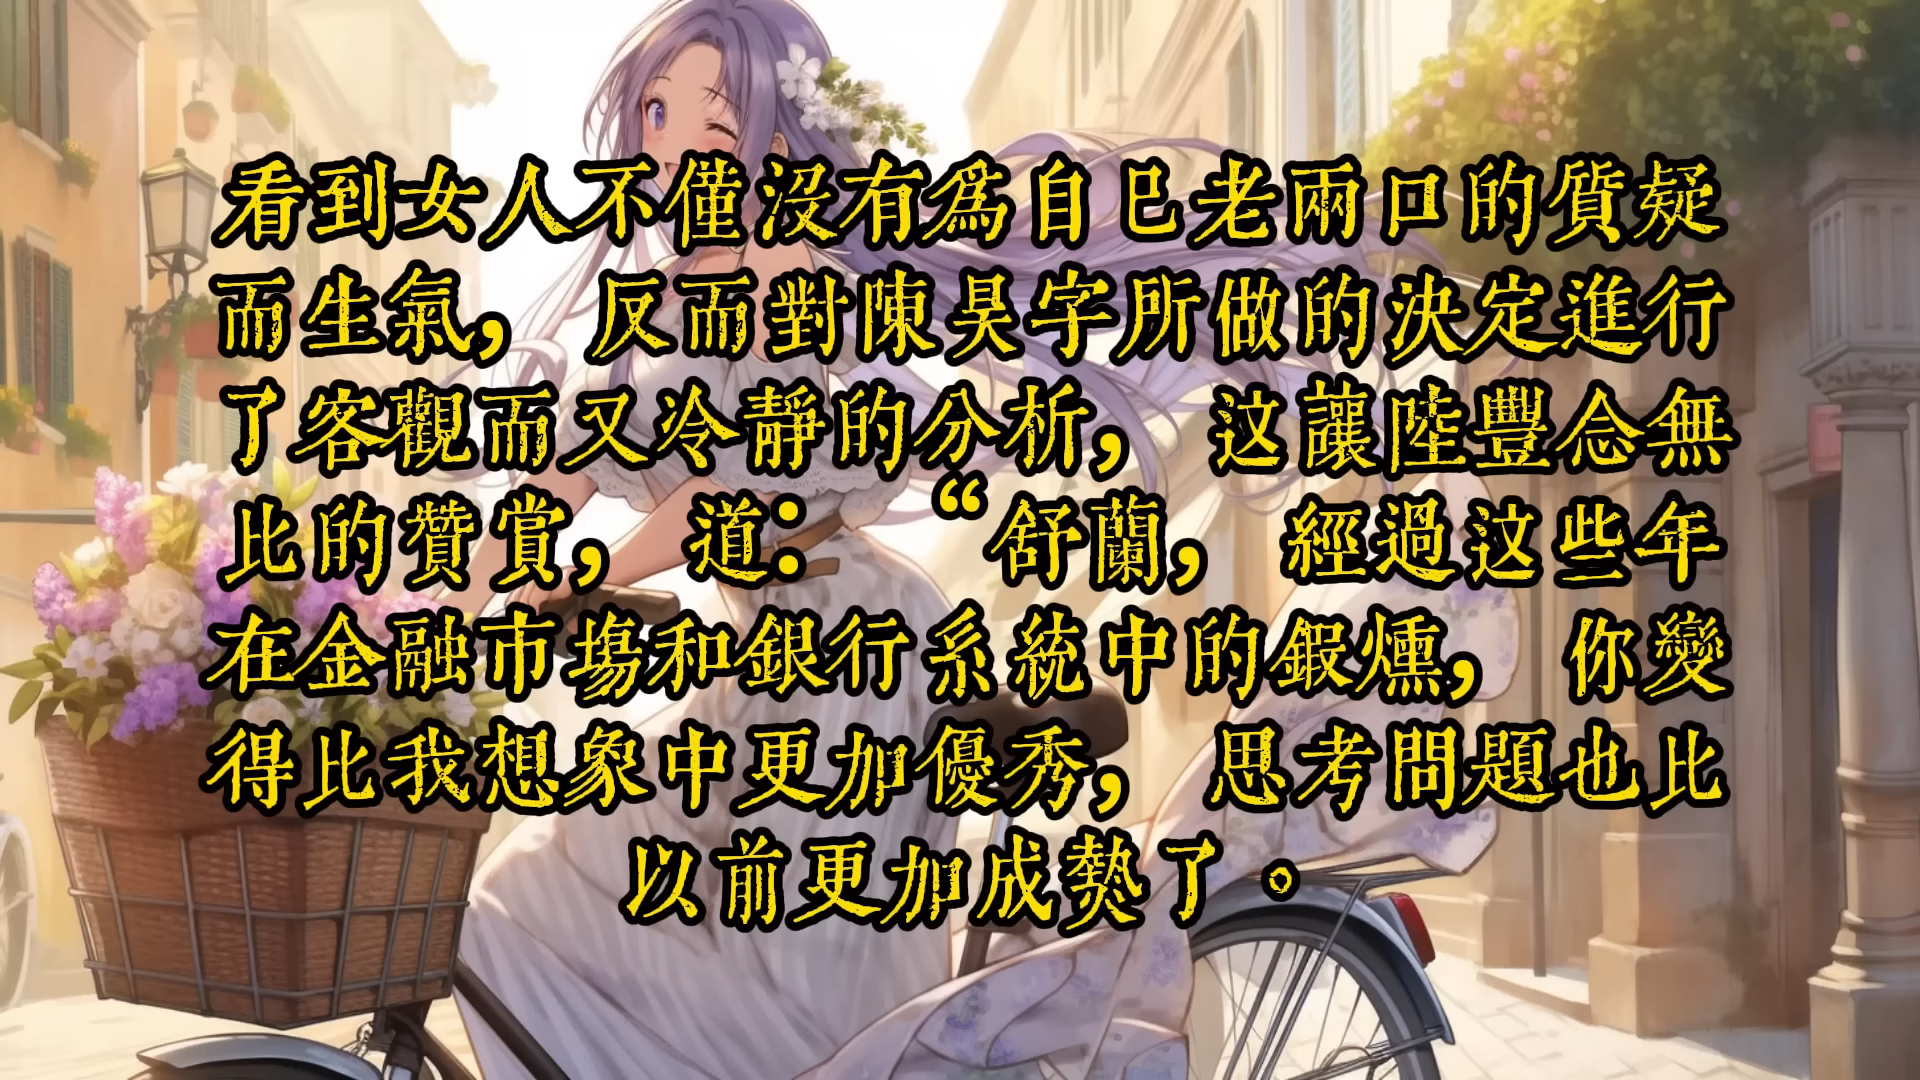 看到女人不僅沒有爲自已老兩口的質疑
而生氣，反而對陳昊宇所做的決定進行
了客觀而又冷靜的分析，这讓陸豐念無
比的贊賞，道：“舒蘭，經過这些年
在金融市場和銀行系統中的鍛煉，你變
得比我想象中更加優秀，思考問題也比
以前更加成熟了。